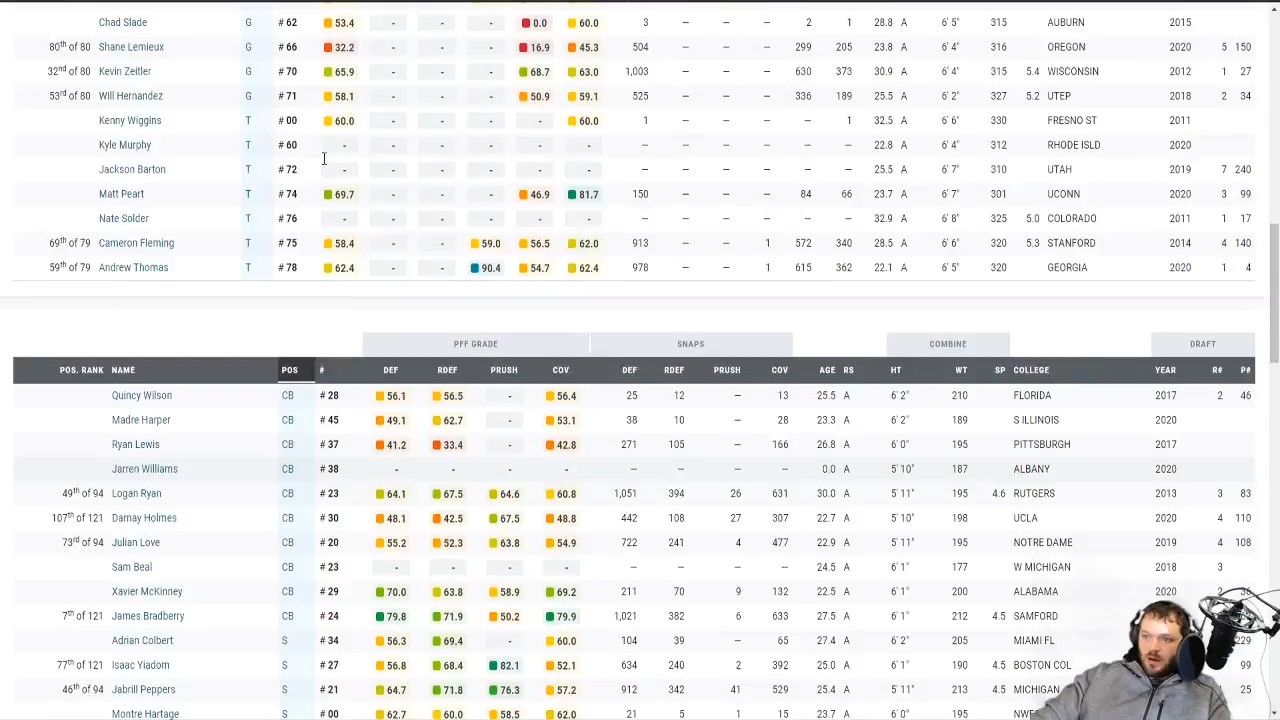 Chad Slade G # 62 53.4 - - - 0.0 60.0 3 — — 2 1 28.8 A 6' 5" 315 AUBURN 2015
80th of 80 Shane Lemieux G # 66 32.2 - - - 16.9 45.3 504 — — 299 205 23.8 A 6' 4" 316 OREGON 2020 5 150
32nd of 80 Kevin Zeitler G # 70 65.9 - - - 68.7 63.0 1,003 — — 630 373 30.9 A 6' 4" 315 5.4 WISCONSIN 2012 1 27
53rd of 80 Will Hernandez G # 71 58.1 - - - 50.9 59.1 525 — — 336 189 25.5 A 6' 2" 327 5.2 UTEP 2018 2 34
Kenny Wiggins T # 00 60.0 - - - - 60.0 1 — — — 1 32.5 A 6' 6" 330 FRESNO ST 2011
Kyle Murphy T # 60 - - - - - - — — — — — 22.8 A 6' 4" 312 RHODE ISLD 2020
Jackson Barton T # 72 - - - - - - — — — — — 25.5 A 6' 7" 310 UTAH 2019 7 240
Matt Peart T # 74 69.7 - - - 46.9 81.7 150 — — 84 66 23.7 A 6' 7" 301 UCONN 2020 3 99
Nate Solder T # 76 - - - - - - — — — — — 32.9 A 6' 8" 325 5.0 COLORADO 2011 1 17
69th of 79 Cameron Fleming T # 75 58.4 - - 59.0 56.5 62.0 913 — — 1 572 340 28.5 A 6' 6" 320 5.3 STANFORD 2014 4 140
59th of 79 Andrew Thomas T # 78 62.4 - - 90.4 54.7 62.4 978 — — 1 615 362 22.1 A 6' 5" 320 GEORGIA 2020 1 4
PFF GRADE SNAPS COMBINE DRAFT
POS. RANK NAME POS # DEF RDEF PRUSH COV DEF RDEF PRUSH COV AGE RS HT WT SP COLLEGE YEAR R# P#
Quincy Wilson CB # 28 56.1 56.5 - 56.4 25 12 — 13 25.5 A 6' 2" 210 FLORIDA 2017 2 46
Madre Harper CB # 45 49.1 62.7 - 53.1 38 10 — 28 23.3 A 6' 2" 189 S ILLINOIS 2020
Ryan Lewis CB # 37 41.2 33.4 - 42.8 271 105 — 166 26.8 A 6' 0" 195 PITTSBURGH 2017
Jarren Williams CB # 38 - - - - — — — — 0.0 A 5' 10" 187 ALBANY 2020
49th of 94 Logan Ryan CB # 23 64.1 67.5 64.6 60.8 1,051 394 26 631 30.0 A 5' 11" 195 4.6 RUTGERS 2013 3 83
107th of 121 Darnay Holmes CB # 30 48.1 42.5 67.5 48.8 442 108 27 307 22.7 A 5' 10" 198 UCLA 2020 4 110
73rd of 94 Julian Love CB # 20 55.2 52.3 63.8 54.9 722 241 4 477 22.9 A 5' 11" 195 NOTRE DAME 2019 4 108
Sam Beal CB # 23 - - - - — — — — 24.5 A 6' 1" 177 W MICHIGAN 2018 3
Xavier McKinney CB # 29 70.0 63.8 58.9 69.2 211 70 9 132 21.5 A 6' 1" 200 ALABAMA 2020 2
7th of 121 James Bradberry CB # 24 79.8 71.9 50.2 79.9 1,021 382 6 633 27.5 A 6' 1" 212 4.5 SAMFORD
Adrian Colbert S # 34 56.3 69.4 - 60.0 104 39 — 65 27.4 A 6' 2" 205 MIAMI FL 229
77th of 121 Isaac Yiadom S # 27 56.8 68.4 82.1 52.1 634 240 2 392 25.0 A 6' 1" 190 4.5 BOSTON COL 99
46th of 94 Jabrill Peppers S # 21 64.7 71.8 76.3 57.2 912 342 41 529 25.4 A 5' 11" 213 4.5 MICHIGAN 25
Montre Hartage S # 00 62.7 60.0 58.5 62.0 21 5 1 15 23.7 A 6' 0" 195